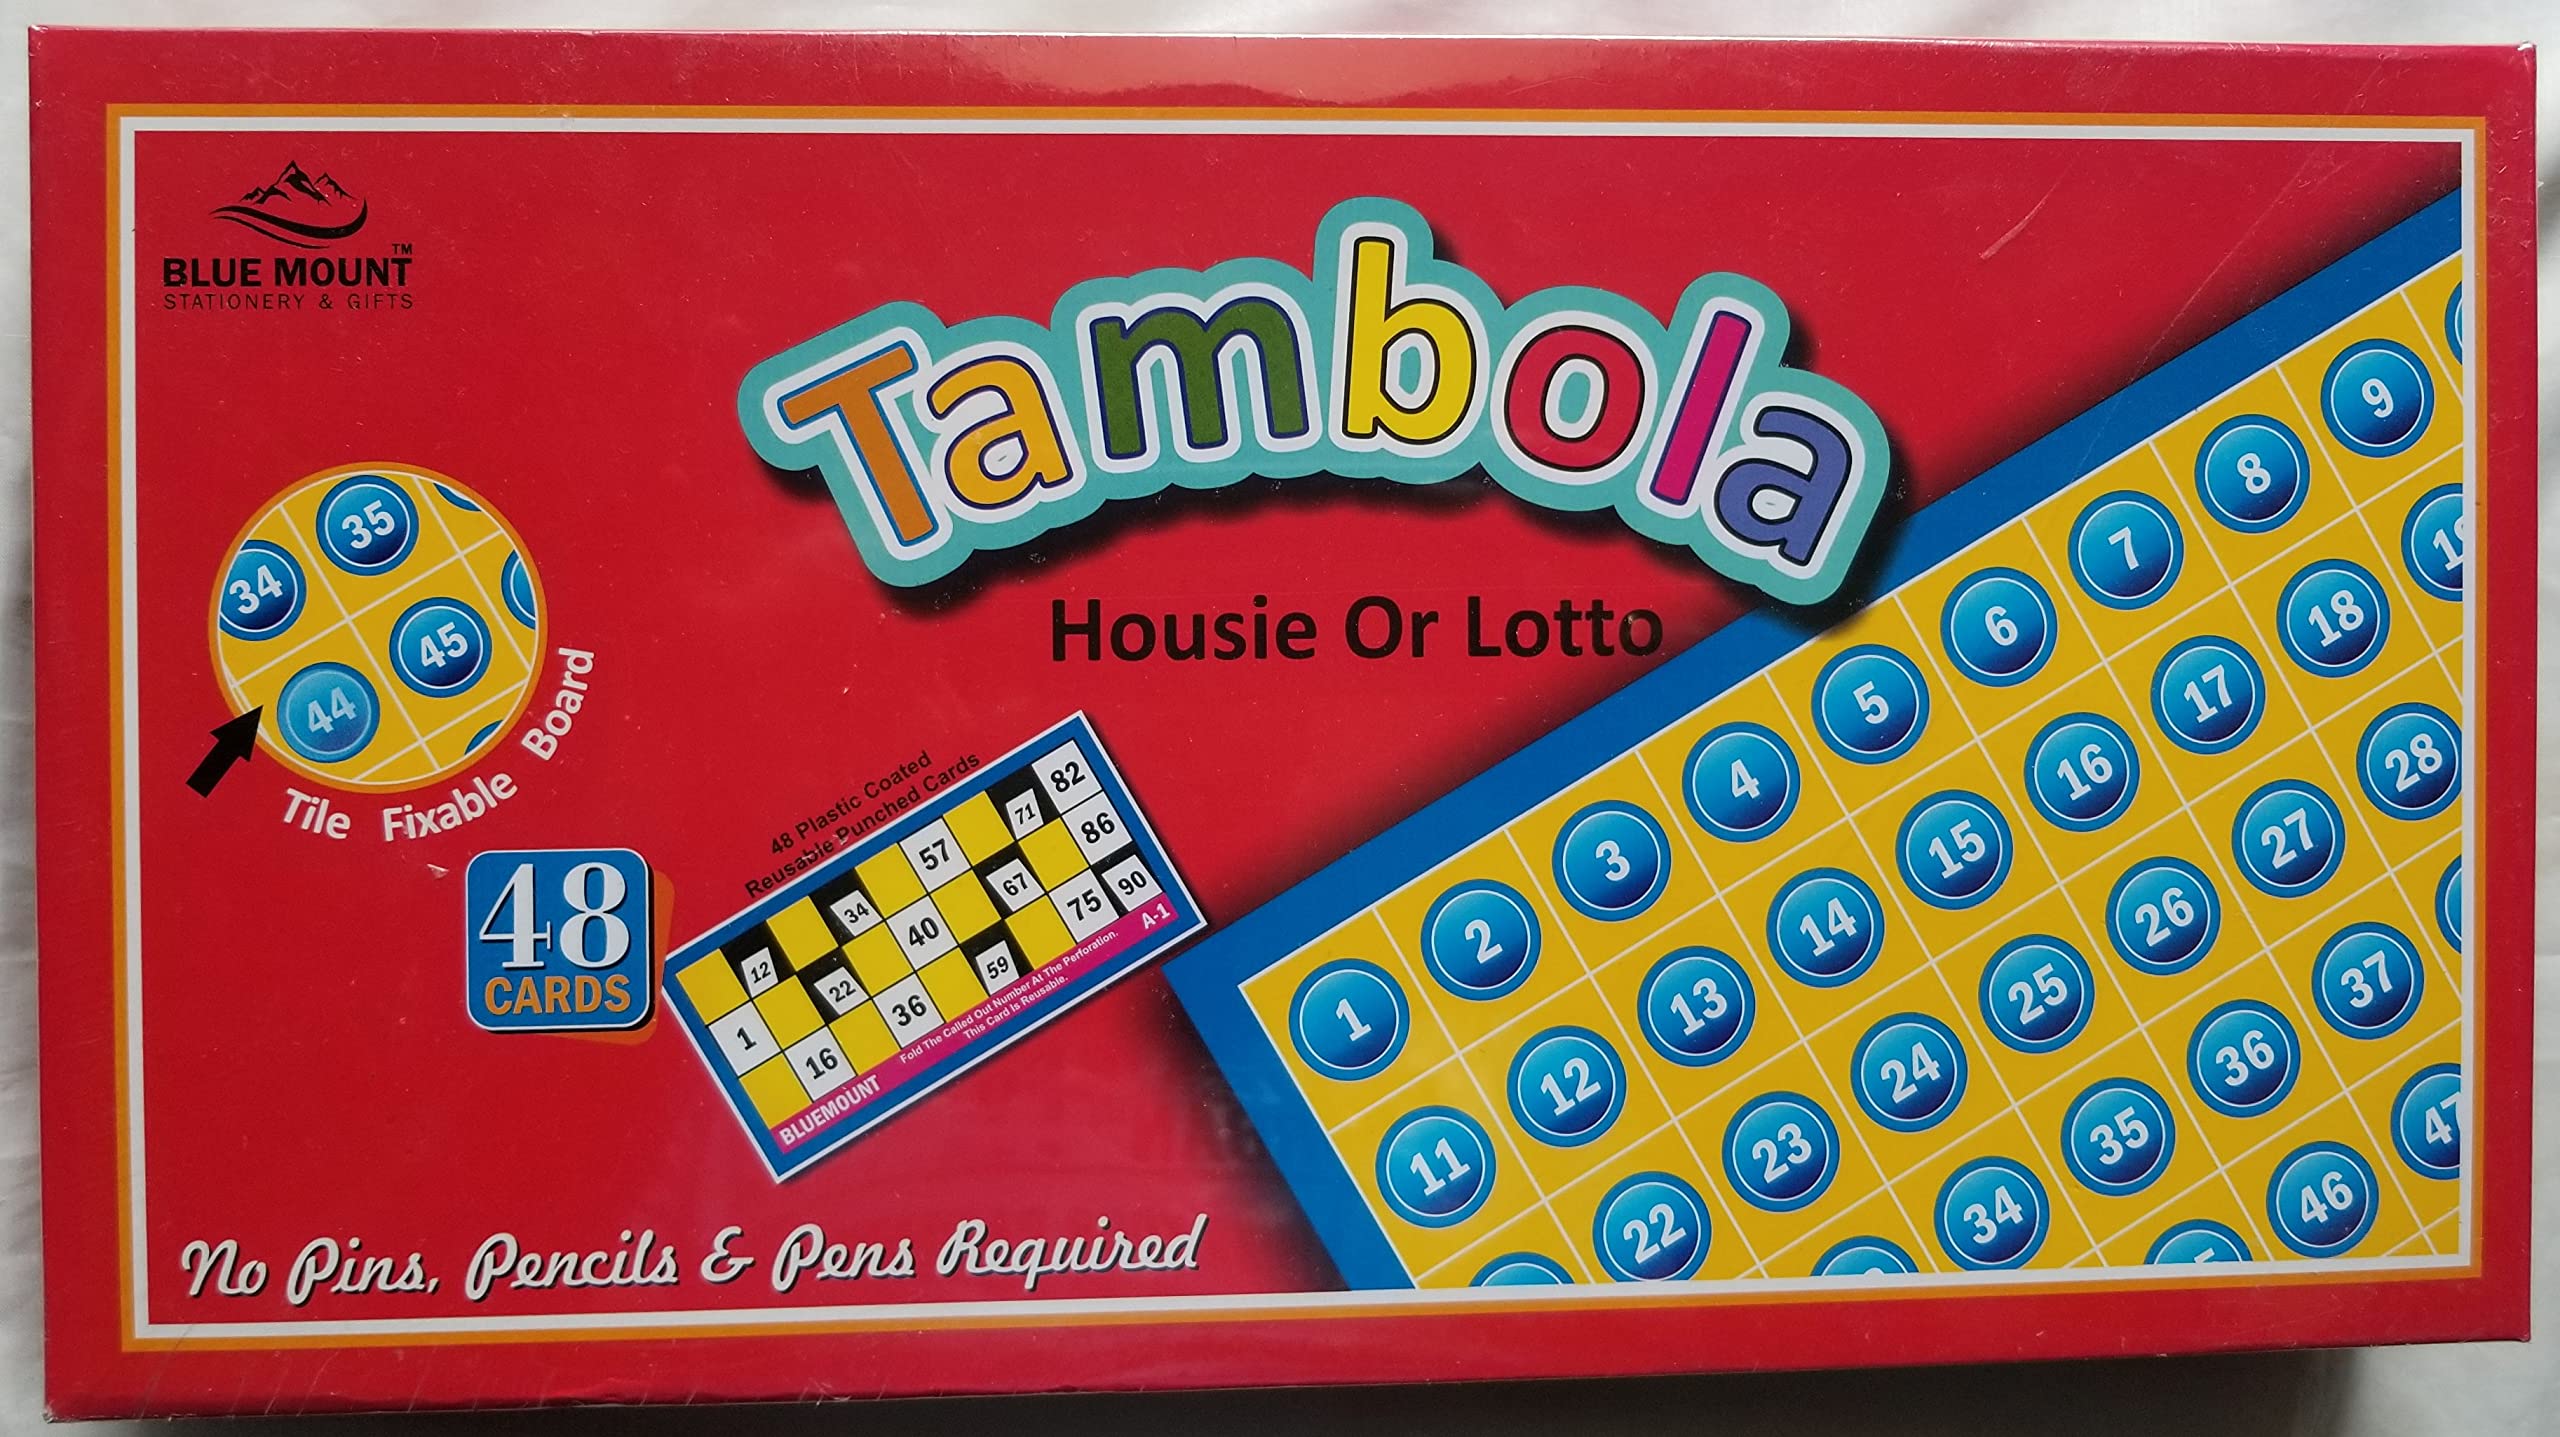 BLUE MOUNT™
STATIONERY & GIFTS
Tambola
Housie Or Lotto
34 35
44 45
Tile Fixable Board
48
CARDS
48 Plastic Coated
Reusable Punched Cards
12 34 57 71 82
1 22 40 67 86
16 36 59 75 90
BLUEMOUNT
Fold The Called Out Number At The Perforation.
This Card Is Reusable.
A-1
1 2 3 4 5 6 7 8 9
11 12 13 14 15 16 17 18
22 23 24 25 26 27 28
34 35 36 37
46 47
No Pins, Pencils & Pens Required